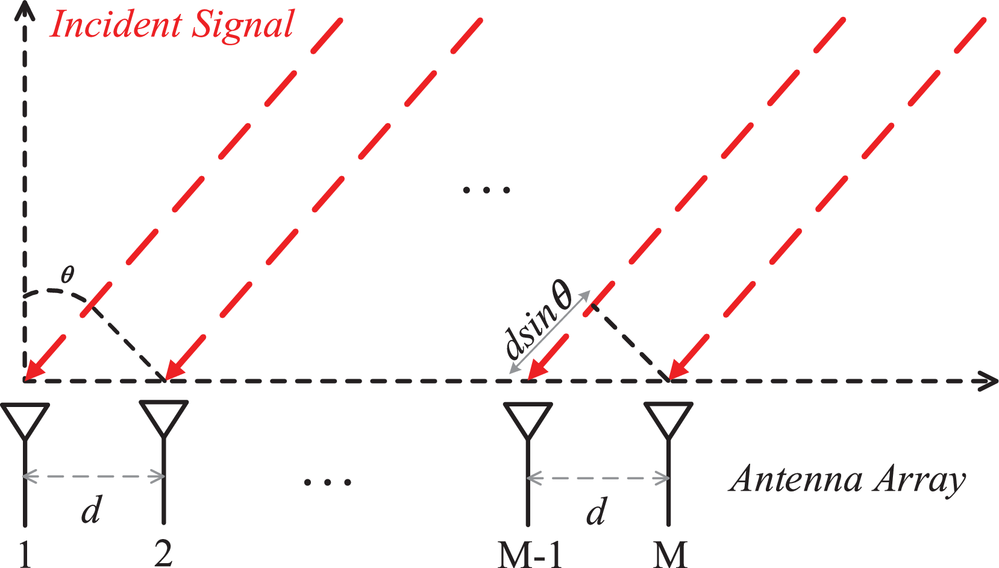 Incident Signal
...
θ
dsinθ
... Antenna Array
d d
1 2 M-1 M